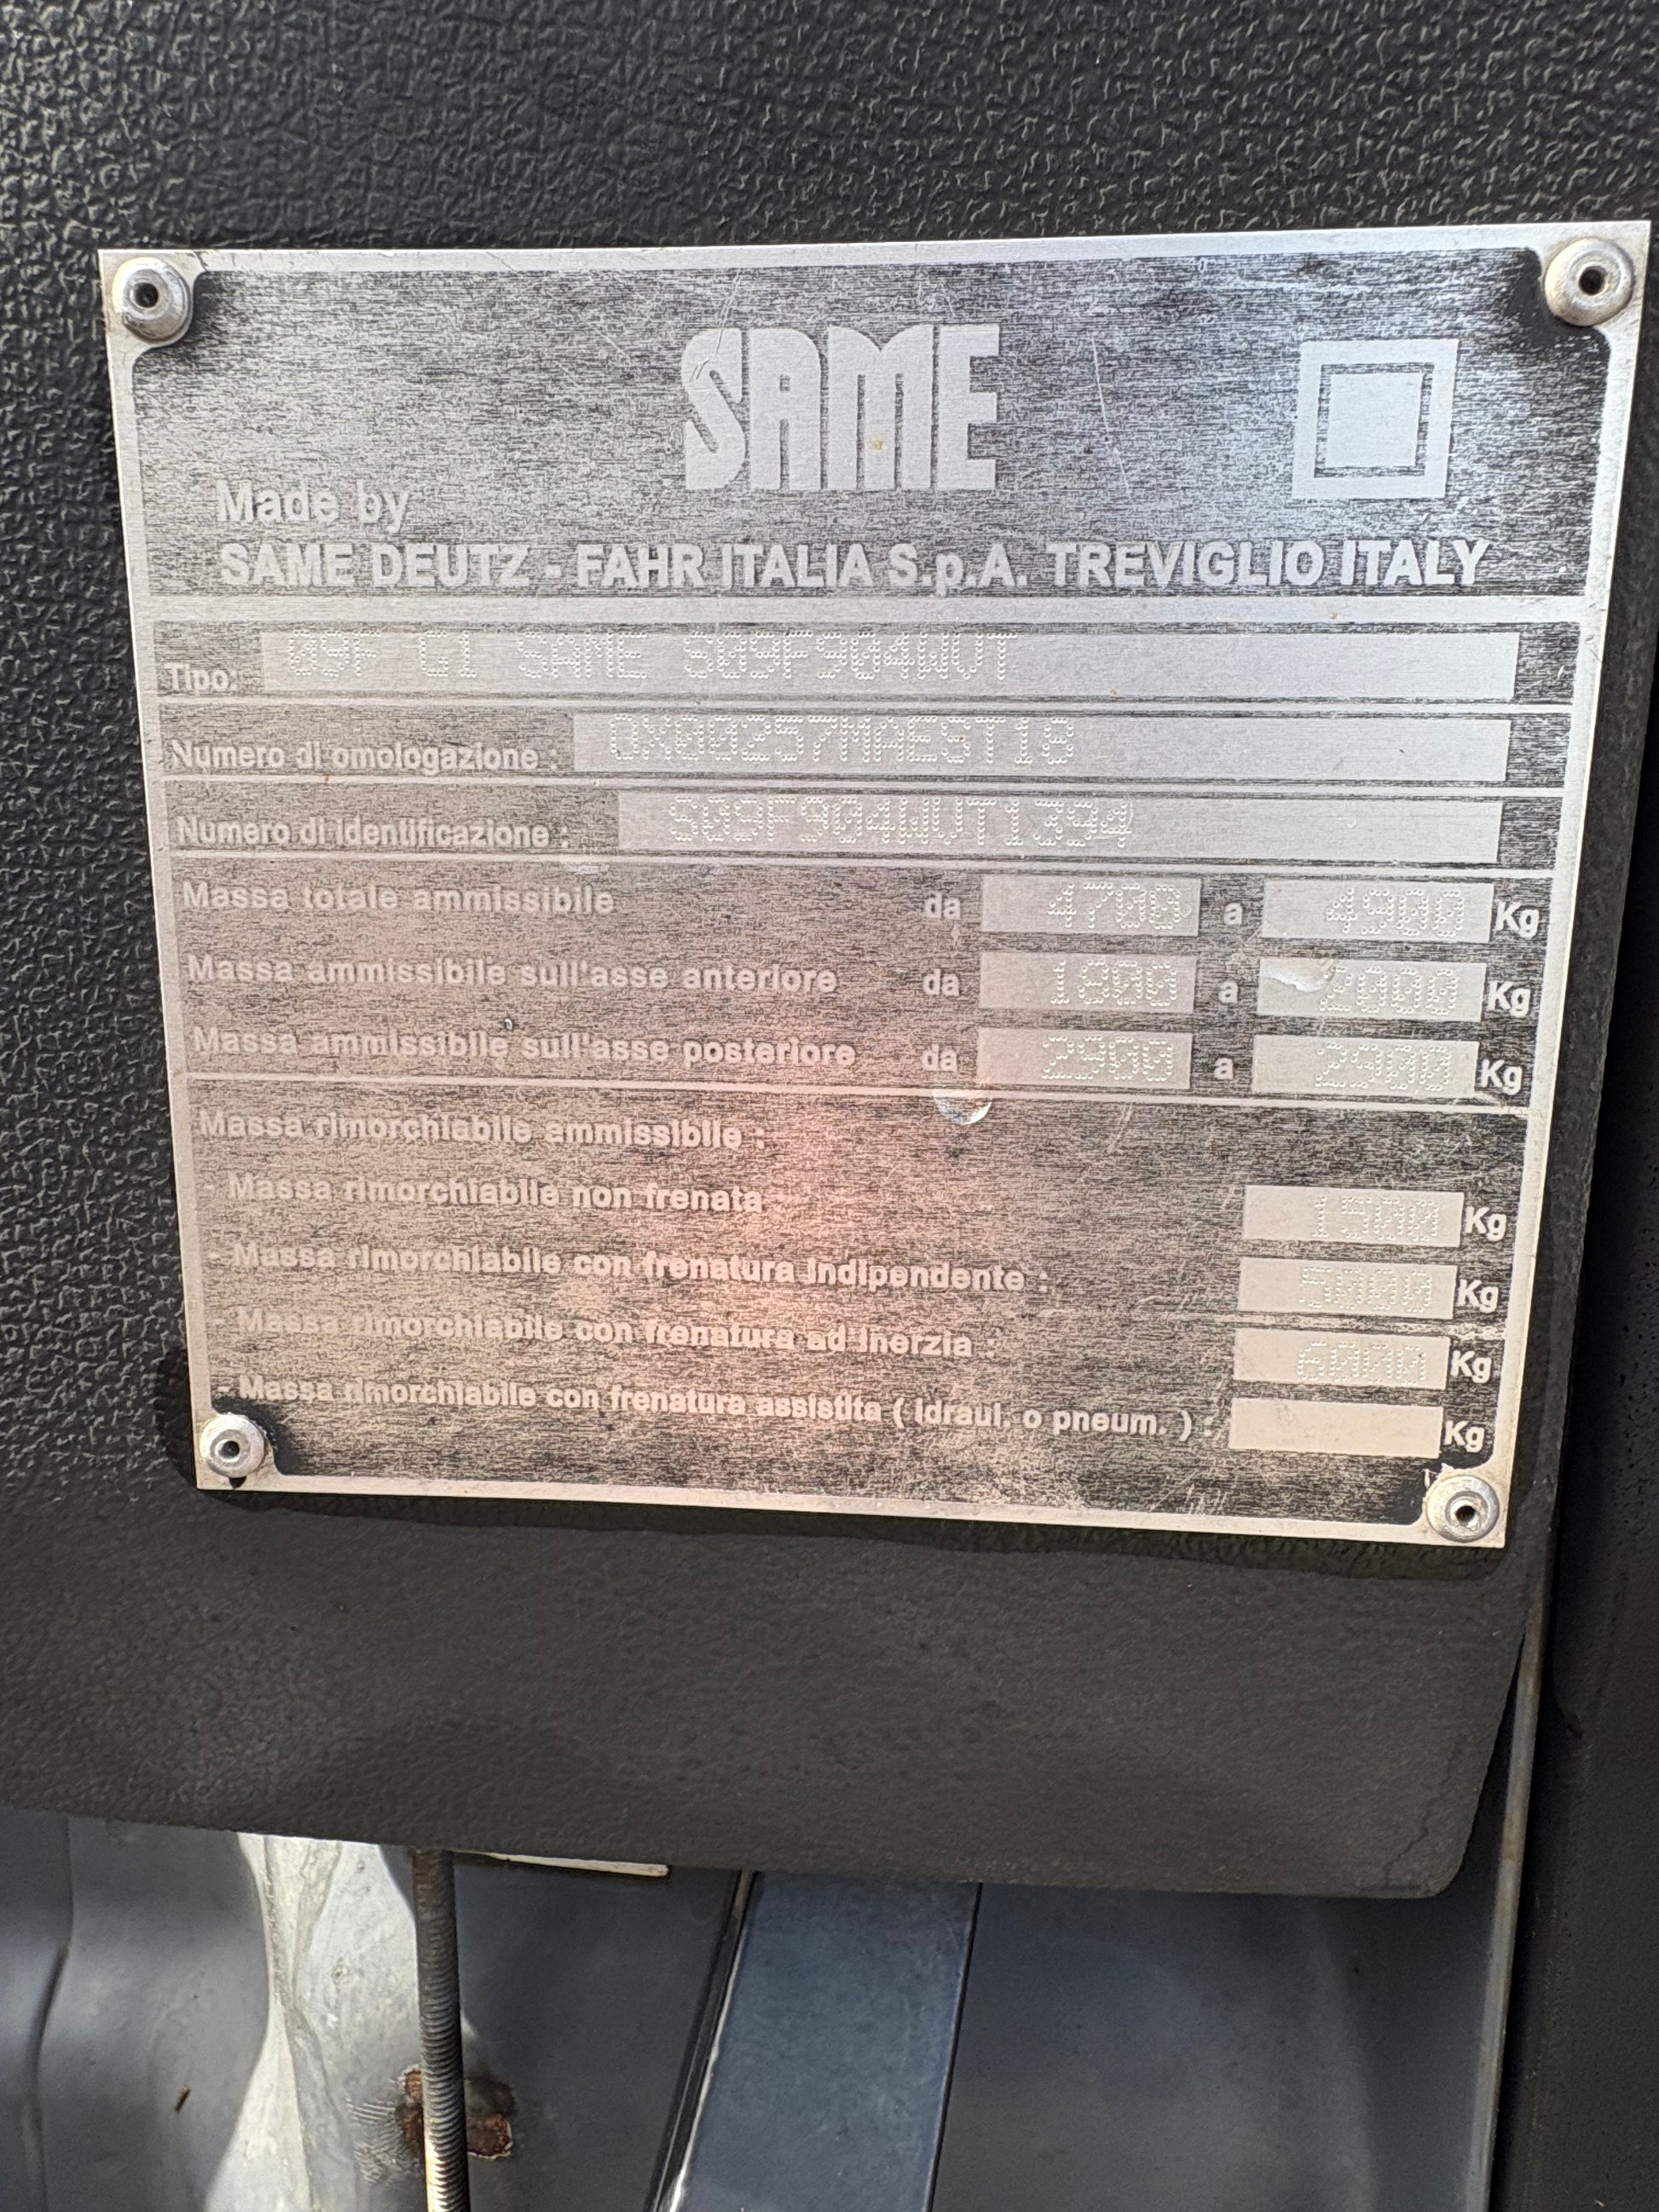 SAME
Made by
SAME DEUTZ - FAHR ITALIA S.p.A. TREVIGLIO ITALY
Tipo: 09F G1 SAME S09F904WVT
Numero di omologazione : OX00257MAEST18
Numero di identificazione : S09F904WVT1394
Massa totale ammissibile da 4700 a 4900 Kg
Massa ammissibile sull'asse anteriore da 1800 a 2000 Kg
Massa ammissibile sull'asse posteriore da 2900 a Kg
Massa rimorchiabile ammissibile :
- Massa rimorchiabile non frenata 1500 Kg
- Massa rimorchiabile con frenatura indipendente : Kg
- Massa rimorchiabile con frenatura ad inerzia : 6000 Kg
- Massa rimorchiabile con frenatura assistita ( idraul. o pneum. ) : Kg